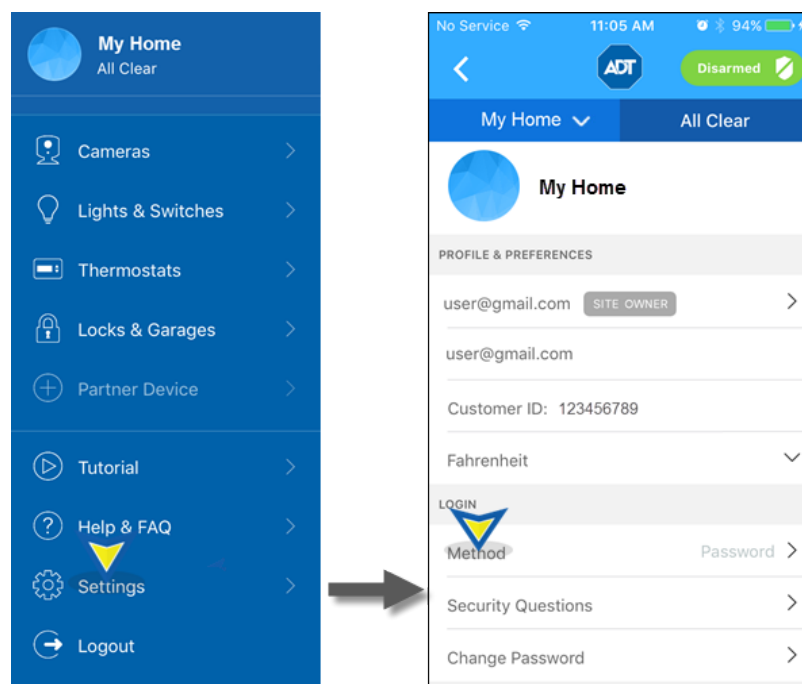 My Home
All Clear
Cameras
Lights & Switches
Thermostats
Locks & Garages
Partner Device
Tutorial
Help & FAQ
Settings
Logout
No Service 11:05 AM 94%
ADT Disarmed
My Home All Clear
My Home
PROFILE & PREFERENCES
user@gmail.com SITE OWNER
user@gmail.com
Customer ID: 123456789
Fahrenheit
LOGIN
Method Password
Security Questions
Change Password